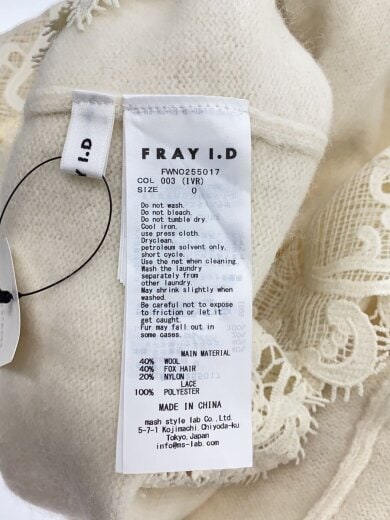 Y I.D
FRAY I.D
FWNO255017
COL 003 (IVR)
SIZE 0
Do not wash.
Do not bleach.
Do not tumble dry.
Cool iron.
use press cloth.
Dryclean.
petroleum solvent only.
short cycle.
Use the net when cleaning.
Wash the laundry
separately from
other laundry.
May shrink slightly when
washed.
Be careful not to expose
to friction or let it
get caught.
Fur may fall out in
some cases.
MAIN MATERIAL
40% WOOL
40% FOX HAIR
20% NYLON
LACE
100% POLYESTER
MADE IN CHINA
mash style lab Co.,Ltd.
5-7-1 Kojimachi,Chiyoda-ku
Tokyo,Japan
info@ms-lab.com